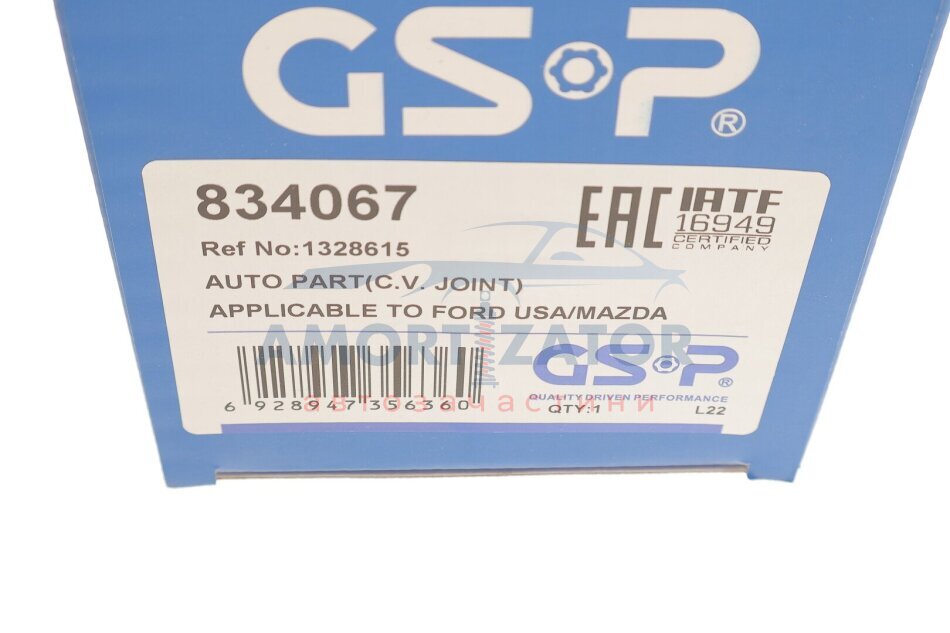 GSP®
834067
EAC IATF
16949
CERTIFIED
COMPANY
Ref No:1328615
AUTO PART(C.V. JOINT)
APPLICABLE TO FORD USA/MAZDA
AMORTIZATOR
GSP®
QUALITY DRIVEN PERFORMANCE
6 928947 356360
автозапчастини
QTY:1 L22